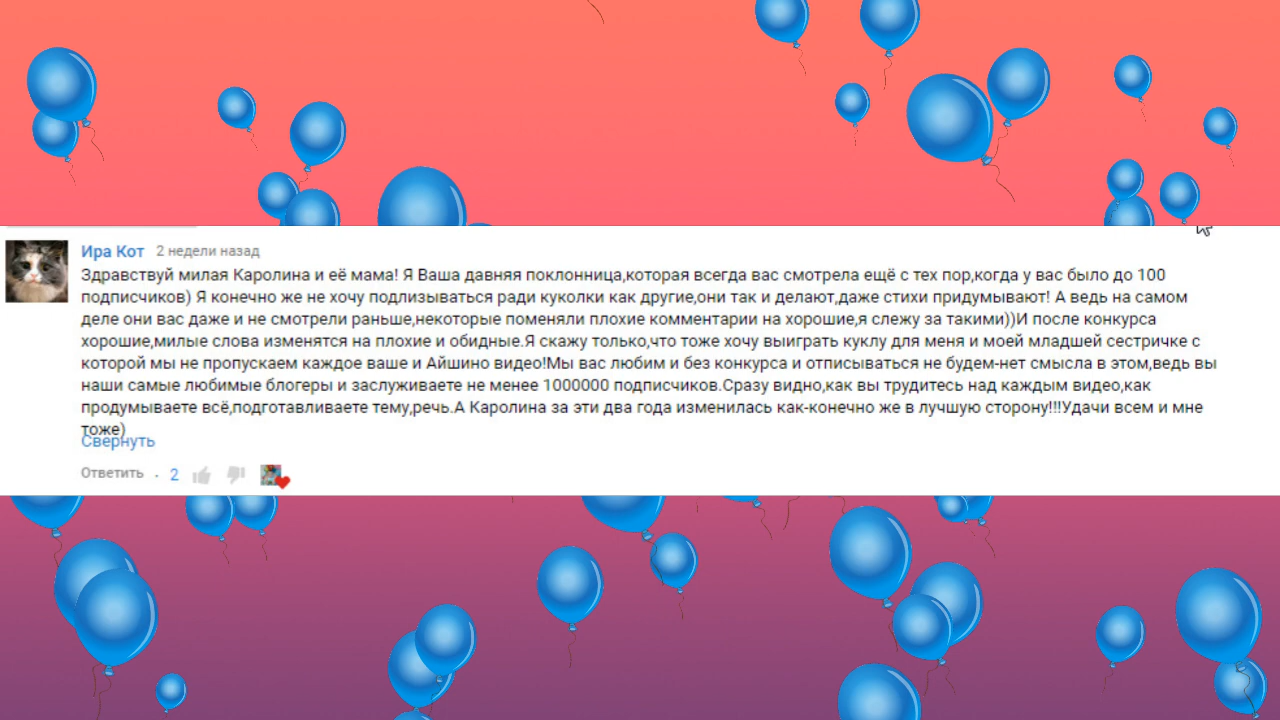 Ира Кот 2 недели назад
Здравствуй милая Каролина и её мама! Я Ваша давняя поклонница,которая всегда вас смотрела ещё с тех пор,когда у вас было до 100
подписчиков) Я конечно же не хочу подлизываться ради куколки как другие,они так и делают,даже стихи придумывают! А ведь на самом
деле они вас даже и не смотрели раньше,некоторые поменяли плохие комментарии на хорошие,я слежу за такими))И после конкурса
хорошие,милые слова изменятся на плохие и обидные.Я скажу только,что тоже хочу выиграть куклу для меня и моей младшей сестричке с
которой мы не пропускаем каждое ваше и Айшино видео!Мы вас любим и без конкурса и отписываться не будем-нет смысла в этом,ведь вы
наши самые любимые блогеры и заслуживаете не менее 1000000 подписчиков.Сразу видно,как вы трудитесь над каждым видео,как
продумываете всё,подготавливаете тему,речь.А Каролина за эти два года изменилась как-конечно же в лучшую сторону!!!Удачи всем и мне
тоже)
Свернуть
Ответить · 2